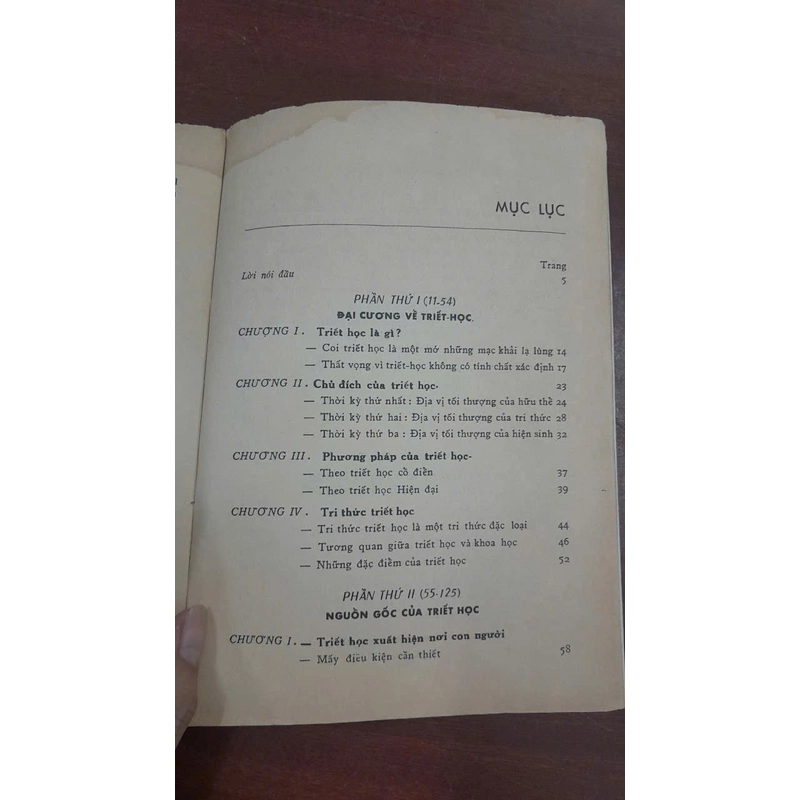 MỤC LỤC
Trang
Lời nói đầu 5
PHẦN THỨ I (11-54)
ĐẠI CƯƠNG VỀ TRIẾT-HỌC.
CHƯƠNG I. Triết học là gì?
— Coi triết học là một mớ những mạc khải lạ lùng 14
— Thất vọng vì triết-học không có tính chất xác định 17
CHƯƠNG II. Chủ đích của triết học. 23
— Thời kỳ thứ nhất : Địa vị tối thượng của hữu thể 24
— Thời kỳ thứ hai : Địa vị tối thượng của tri thức 28
— Thời kỳ thứ ba : Địa vị tối thượng của hiện sinh 32
CHƯƠNG III. Phương pháp của triết học-
— Theo triết học cổ điển 37
— Theo triết học Hiện đại 39
CHƯƠNG IV. Tri thức triết học
— Tri thức triết học là một tri thức đặc loại 44
— Tương quan giữa triết học và khoa học 46
— Những đặc điểm của triết học 52
PHẦN THỨ II (55-125)
NGUỒN GỐC CỦA TRIẾT HỌC
CHƯƠNG I. — Triết học xuất hiện nơi con người
— Mấy điều kiện cần thiết 58